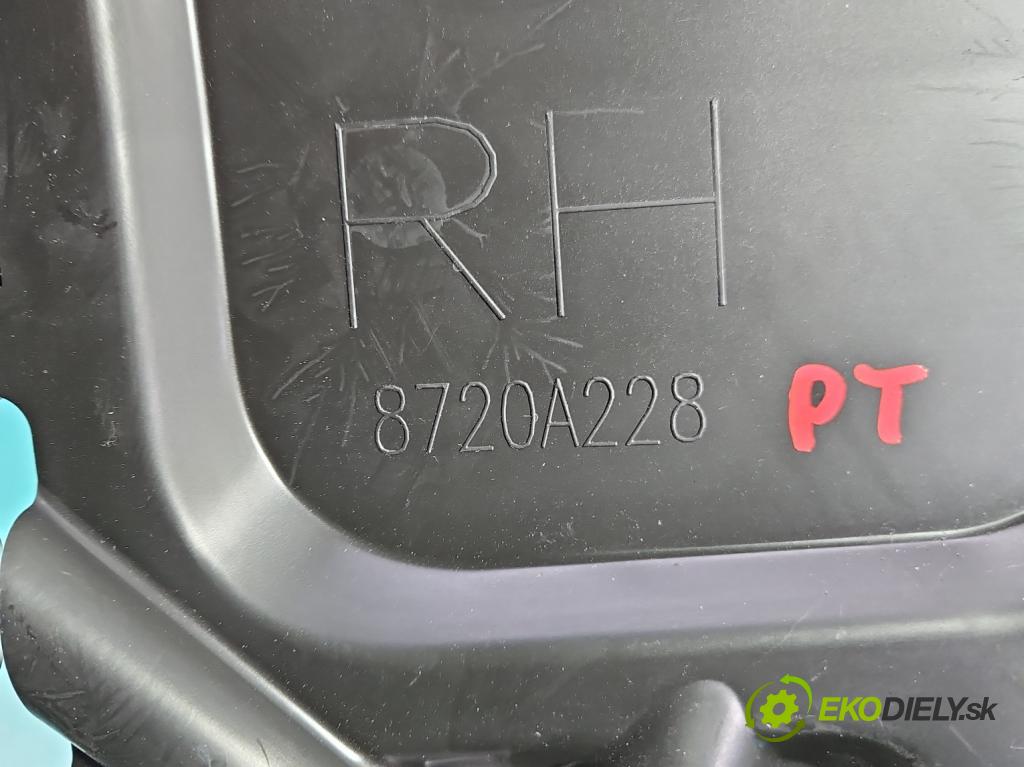 RH
8720A228 PT
EKODIELY.sk